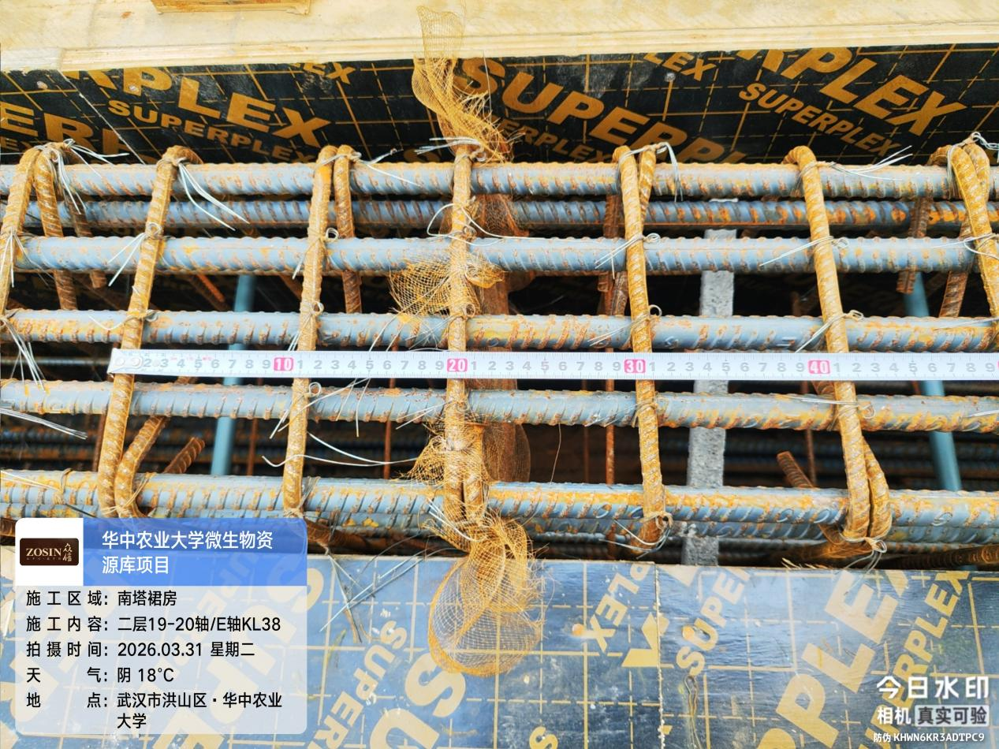 PLEX
EX
SUPERPLEX
SUPERPL
PLEX
RPLEX
SUPERPLEX
SUPERPLEX
2 3 4 5 6 7 8 9 10 1 2 3 4 5 6 7 8 9 20 1 2 3 4 5 6 7 8 9 30 1 2 3 4 5 6 7 8 9 40 1 2 3 4 5 6 7 8 9
ZOSIN 众信
华中农业大学微生物资
源库项目
施工区域：南塔裙房
施工内容：二层19-20轴/E轴KL38
拍摄时间：2026.03.31 星期二
天气：阴 18℃
地点：武汉市洪山区·华中农业
大学
PLEX
SUPERPLEX
今日水印
相机 真实可验
防伪 KHWN6KR3ADTPC9